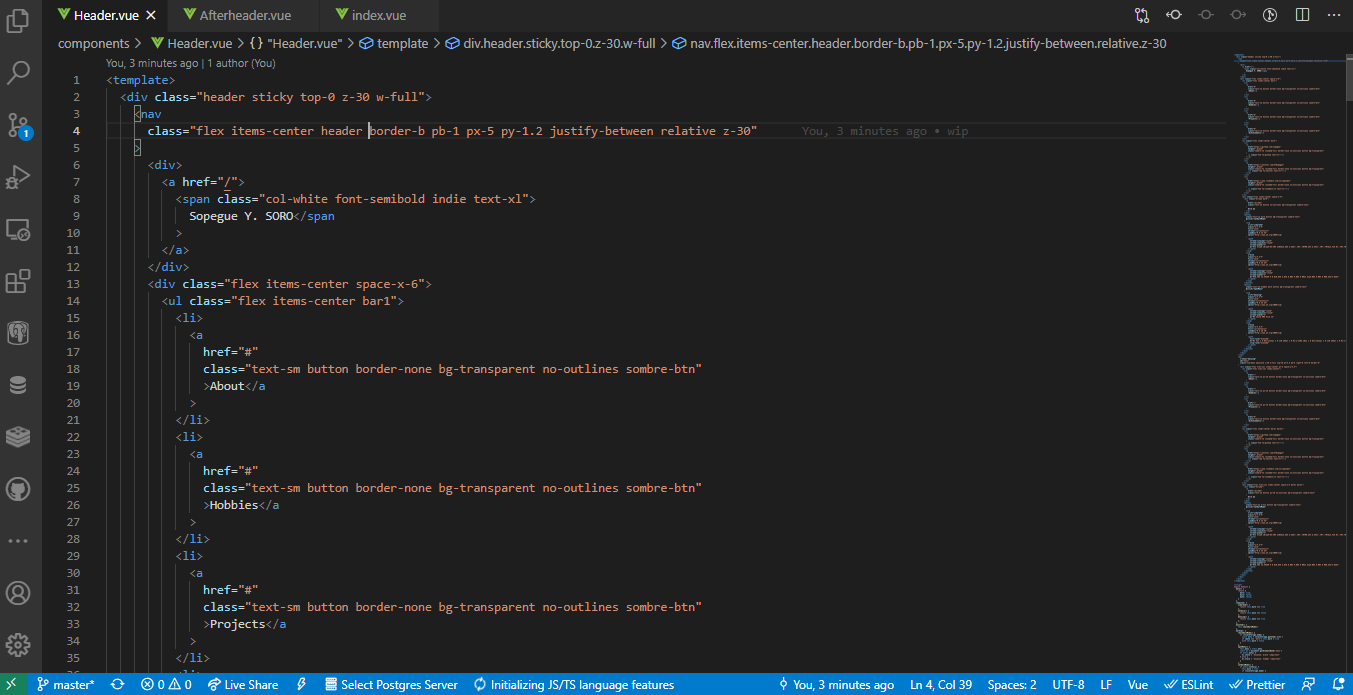 Header.vue
Afterheader.vue
index.vue
components > Header.vue > {} "Header.vue" > template > div.header.sticky.top-0.z-30.w-full > nav.flex.items-center.header.border-b.pb-1.px-5.py-1.2.justify-between.relative.z-30
You, 3 minutes ago | 1 author (You)
1 <template>
2 <div class="header sticky top-0 z-30 w-full">
3 <nav
4 class="flex items-center header border-b pb-1 px-5 py-1.2 justify-between relative z-30" You, 3 minutes ago • wip
5 >
6 <div>
7 <a href="/">
8 <span class="col-white font-semibold indie text-xl">
9 Sopegue Y. SORO</span
10 >
11 </a>
12 </div>
13 <div class="flex items-center space-x-6">
14 <ul class="flex items-center bar1">
15 <li>
16 <a
17 href="#"
18 class="text-sm button border-none bg-transparent no-outlines sombre-btn"
19 >About</a
20 >
21 </li>
22 <li>
23 <a
24 href="#"
25 class="text-sm button border-none bg-transparent no-outlines sombre-btn"
26 >Hobbies</a
27 >
28 </li>
29 <li>
30 <a
31 href="#"
32 class="text-sm button border-none bg-transparent no-outlines sombre-btn"
33 >Projects</a
34 >
35 </li>
1
master* 0 0 Live Share Select Postgres Server Initializing JS/TS language features You, 3 minutes ago Ln 4, Col 39 Spaces: 2 UTF-8 LF Vue ESLint Prettier